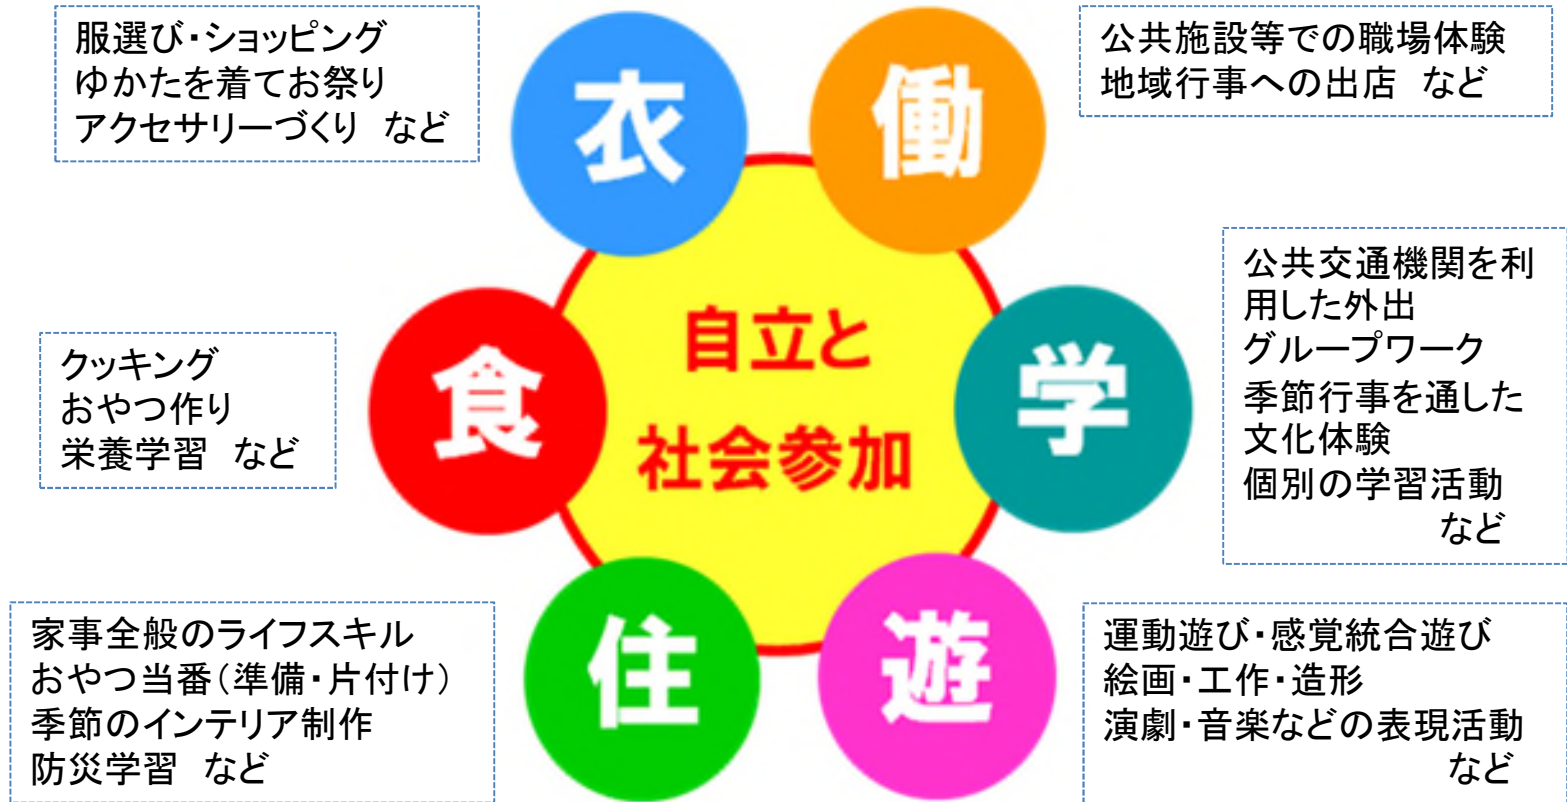 服選び・ショッピング
ゆかたを着てお祭り
アクセサリーづくり など
衣
働
公共施設等での職場体験
地域行事への出店 など
クッキング
おやつ作り
栄養学習 など
食
自立と
社会参加
学
公共交通機関を利
用した外出
グループワーク
季節行事を通した
文化体験
個別の学習活動
など
家事全般のライフスキル
おやつ当番（準備・片付け）
季節のインテリア制作
防災学習 など
住
遊
運動遊び・感覚統合遊び
絵画・工作・造形
演劇・音楽などの表現活動
など